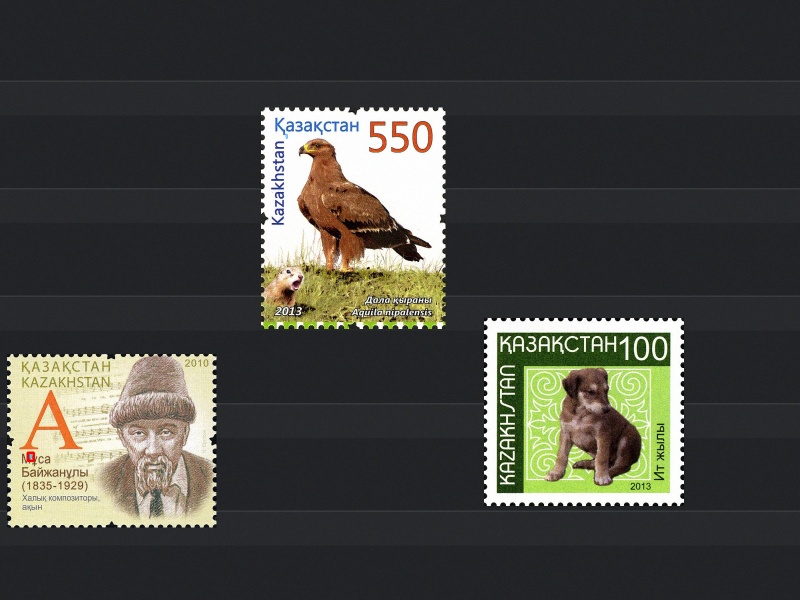 Қазақстан
550
Kazakhstan
2013
Дала қыраны
Aquila nipalensis
ҚАЗАҚСТАН
KAZAKHSTAN
2010
А
Байжанұлы
(1835-1929)
Халық композиторы,
ақын
ҚАЗАҚСТАН 100
KAZAKHSTAN
Ит жылы
2013